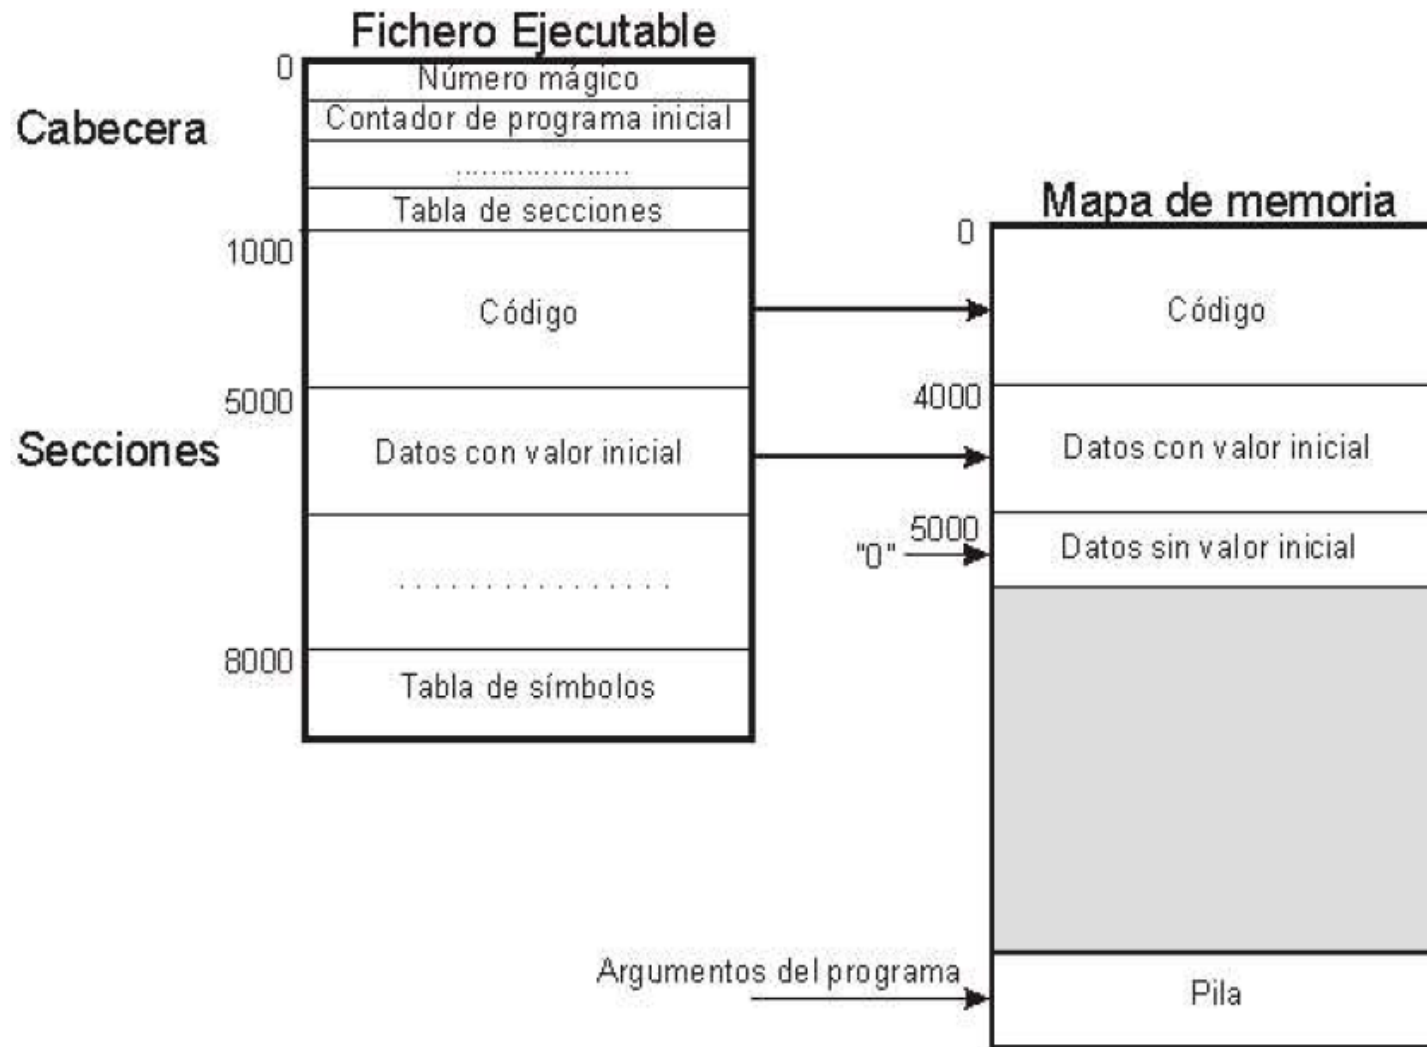 Fichero Ejecutable
0
Número mágico
Cabecera
Contador de programa inicial
...................
Tabla de secciones
1000
Código
5000
Secciones
Datos con valor inicial
. . . . . . . . . . . . . . . .
8000
Tabla de símbolos
Mapa de memoria
0
Código
4000
Datos con valor inicial
5000
"0"
Datos sin valor inicial
Argumentos del programa
Pila